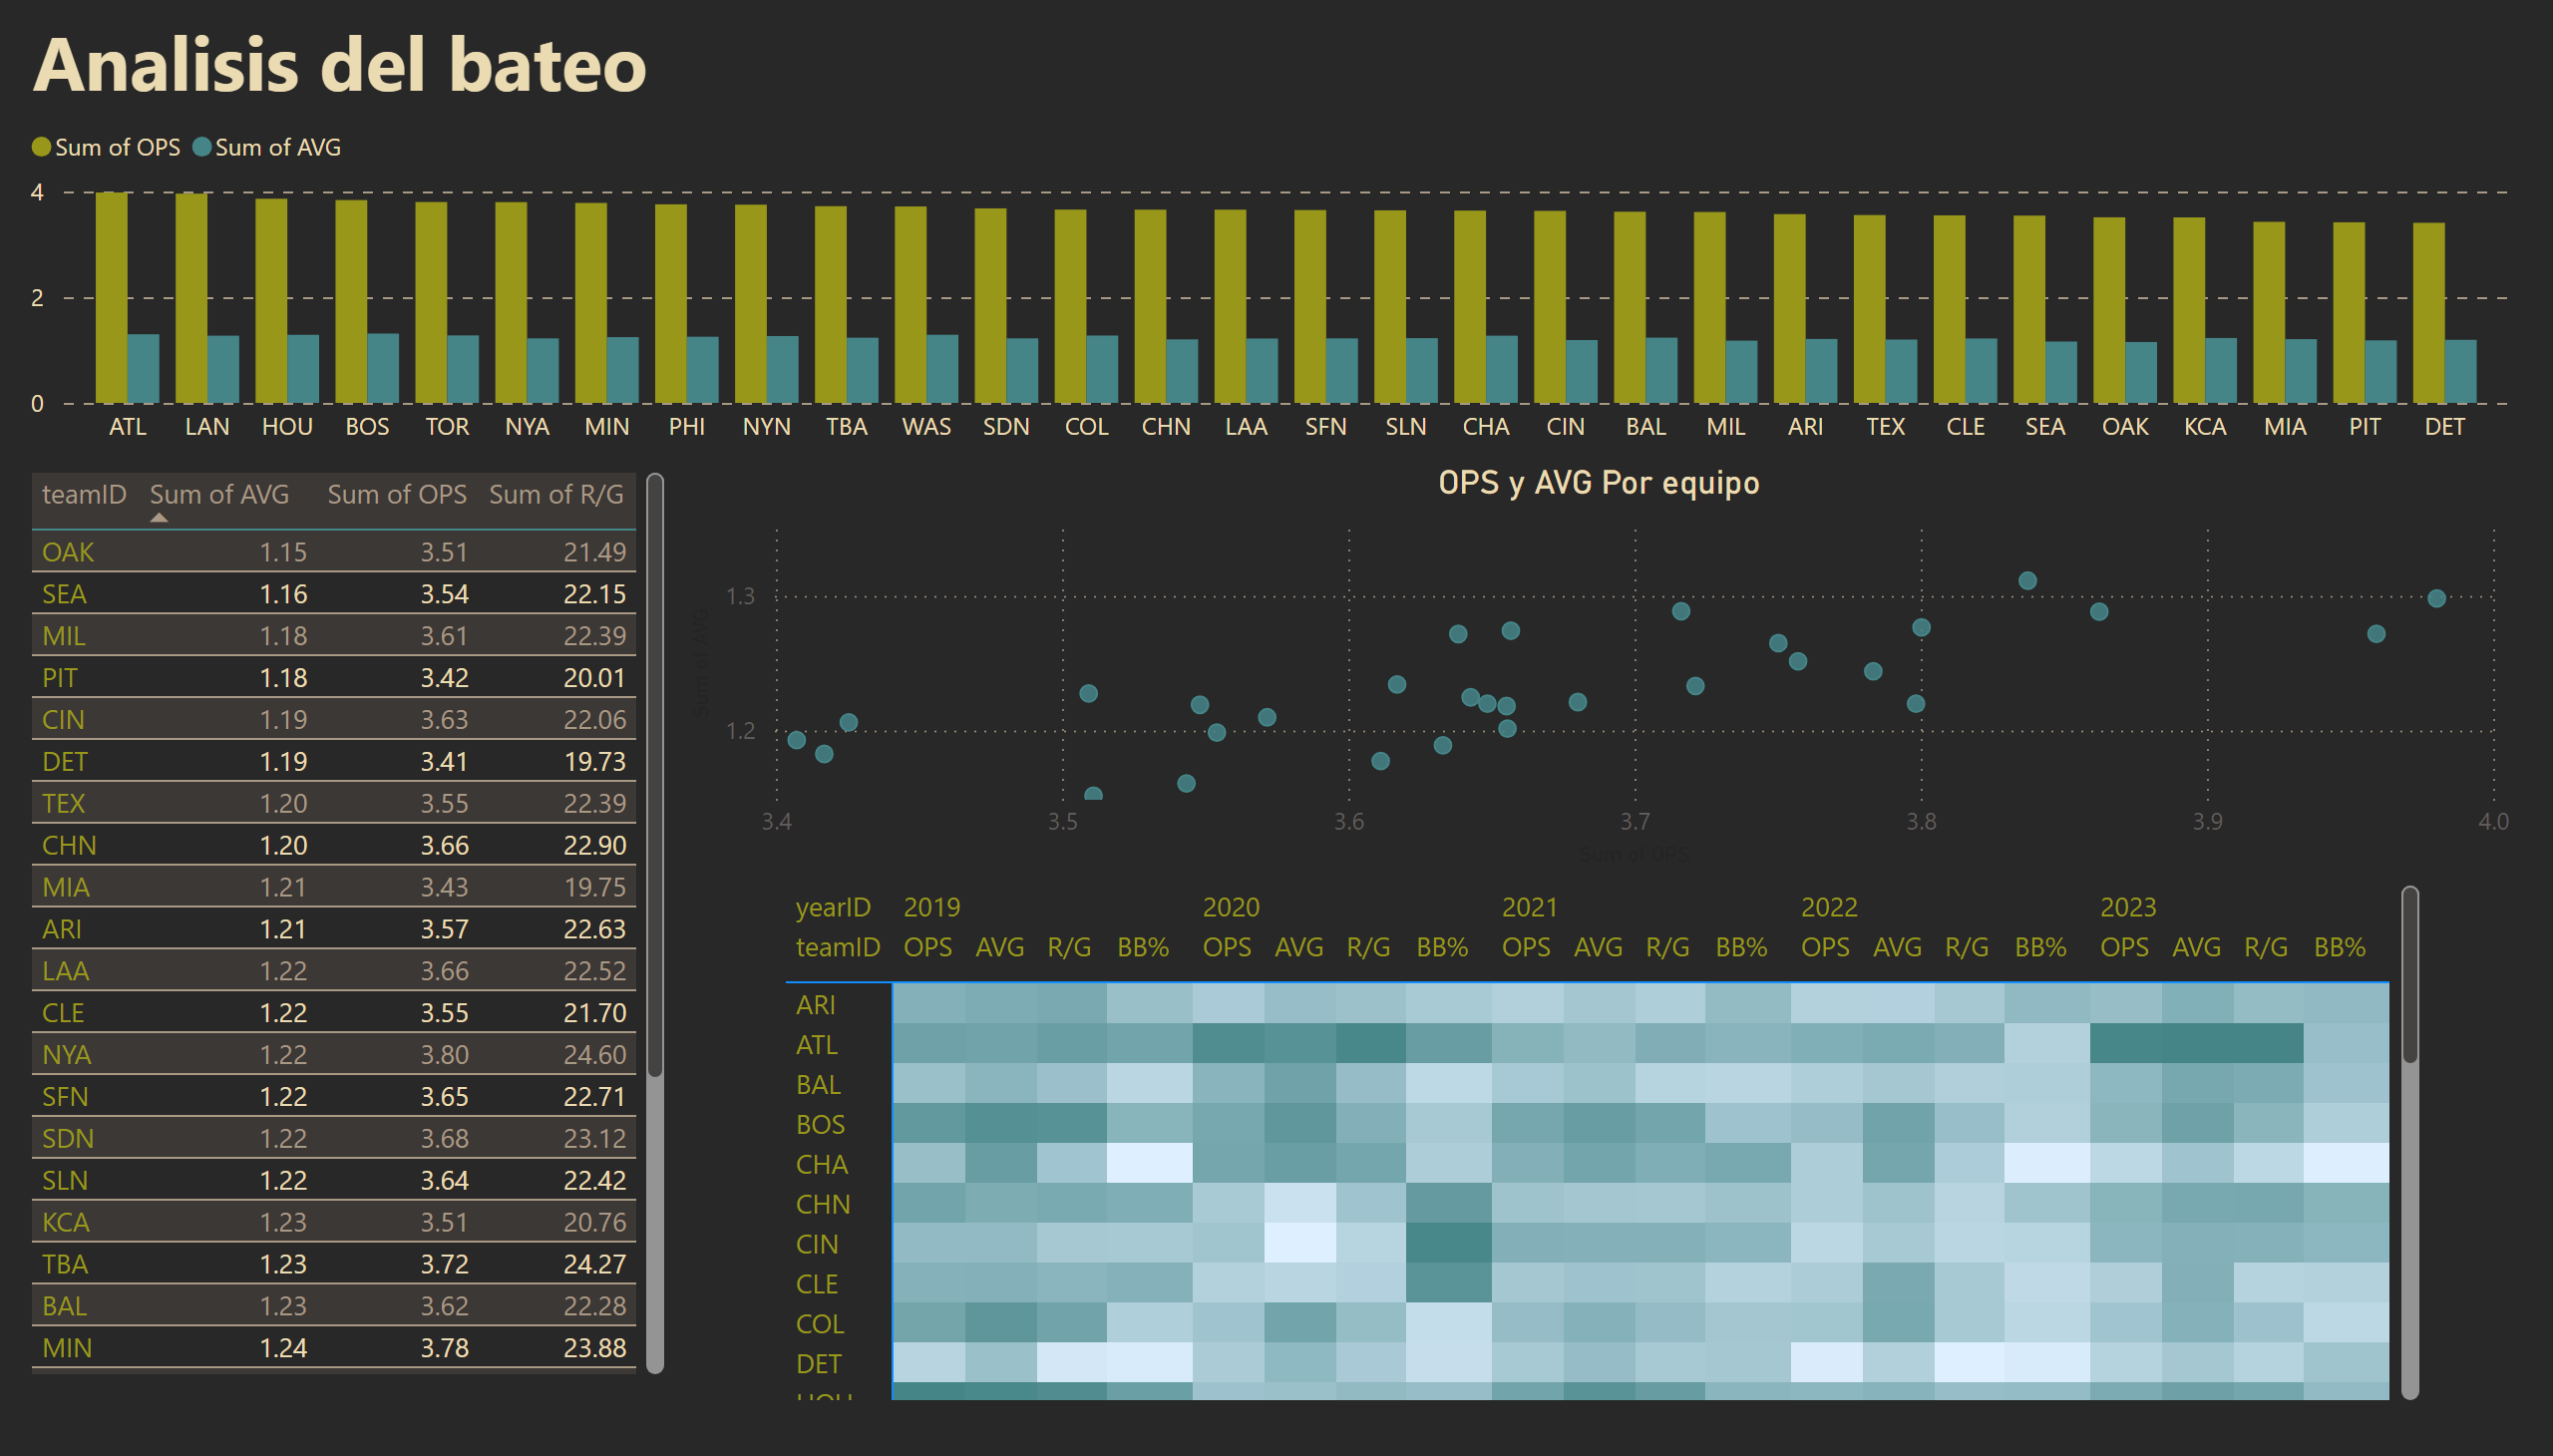 Analisis del bateo
Sum of OPS Sum of AVG
4
2
0
ATL LAN HOU BOS TOR NYA MIN PHI NYN TBA WAS SDN COL CHN LAA SFN SLN CHA CIN BAL MIL ARI TEX CLE SEA OAK KCA MIA PIT DET
teamID Sum of AVG Sum of OPS Sum of R/G
OAK 1.15 3.51 21.49
SEA 1.16 3.54 22.15
MIL 1.18 3.61 22.39
PIT 1.18 3.42 20.01
CIN 1.19 3.63 22.06
DET 1.19 3.41 19.73
TEX 1.20 3.55 22.39
CHN 1.20 3.66 22.90
MIA 1.21 3.43 19.75
ARI 1.21 3.57 22.63
LAA 1.22 3.66 22.52
CLE 1.22 3.55 21.70
NYA 1.22 3.80 24.60
SFN 1.22 3.65 22.71
SDN 1.22 3.68 23.12
SLN 1.22 3.64 22.42
KCA 1.23 3.51 20.76
TBA 1.23 3.72 24.27
BAL 1.23 3.62 22.28
MIN 1.24 3.78 23.88
OPS y AVG Por equipo
Sum of AVG
1.3
1.2
3.4 3.5 3.6 3.7 3.8 3.9 4.0
Sum of OPS
yearID 2019 2020 2021 2022 2023
teamID OPS AVG R/G BB% OPS AVG R/G BB% OPS AVG R/G BB% OPS AVG R/G BB% OPS AVG R/G BB%
ARI
ATL
BAL
BOS
CHA
CHN
CIN
CLE
COL
DET
HOU